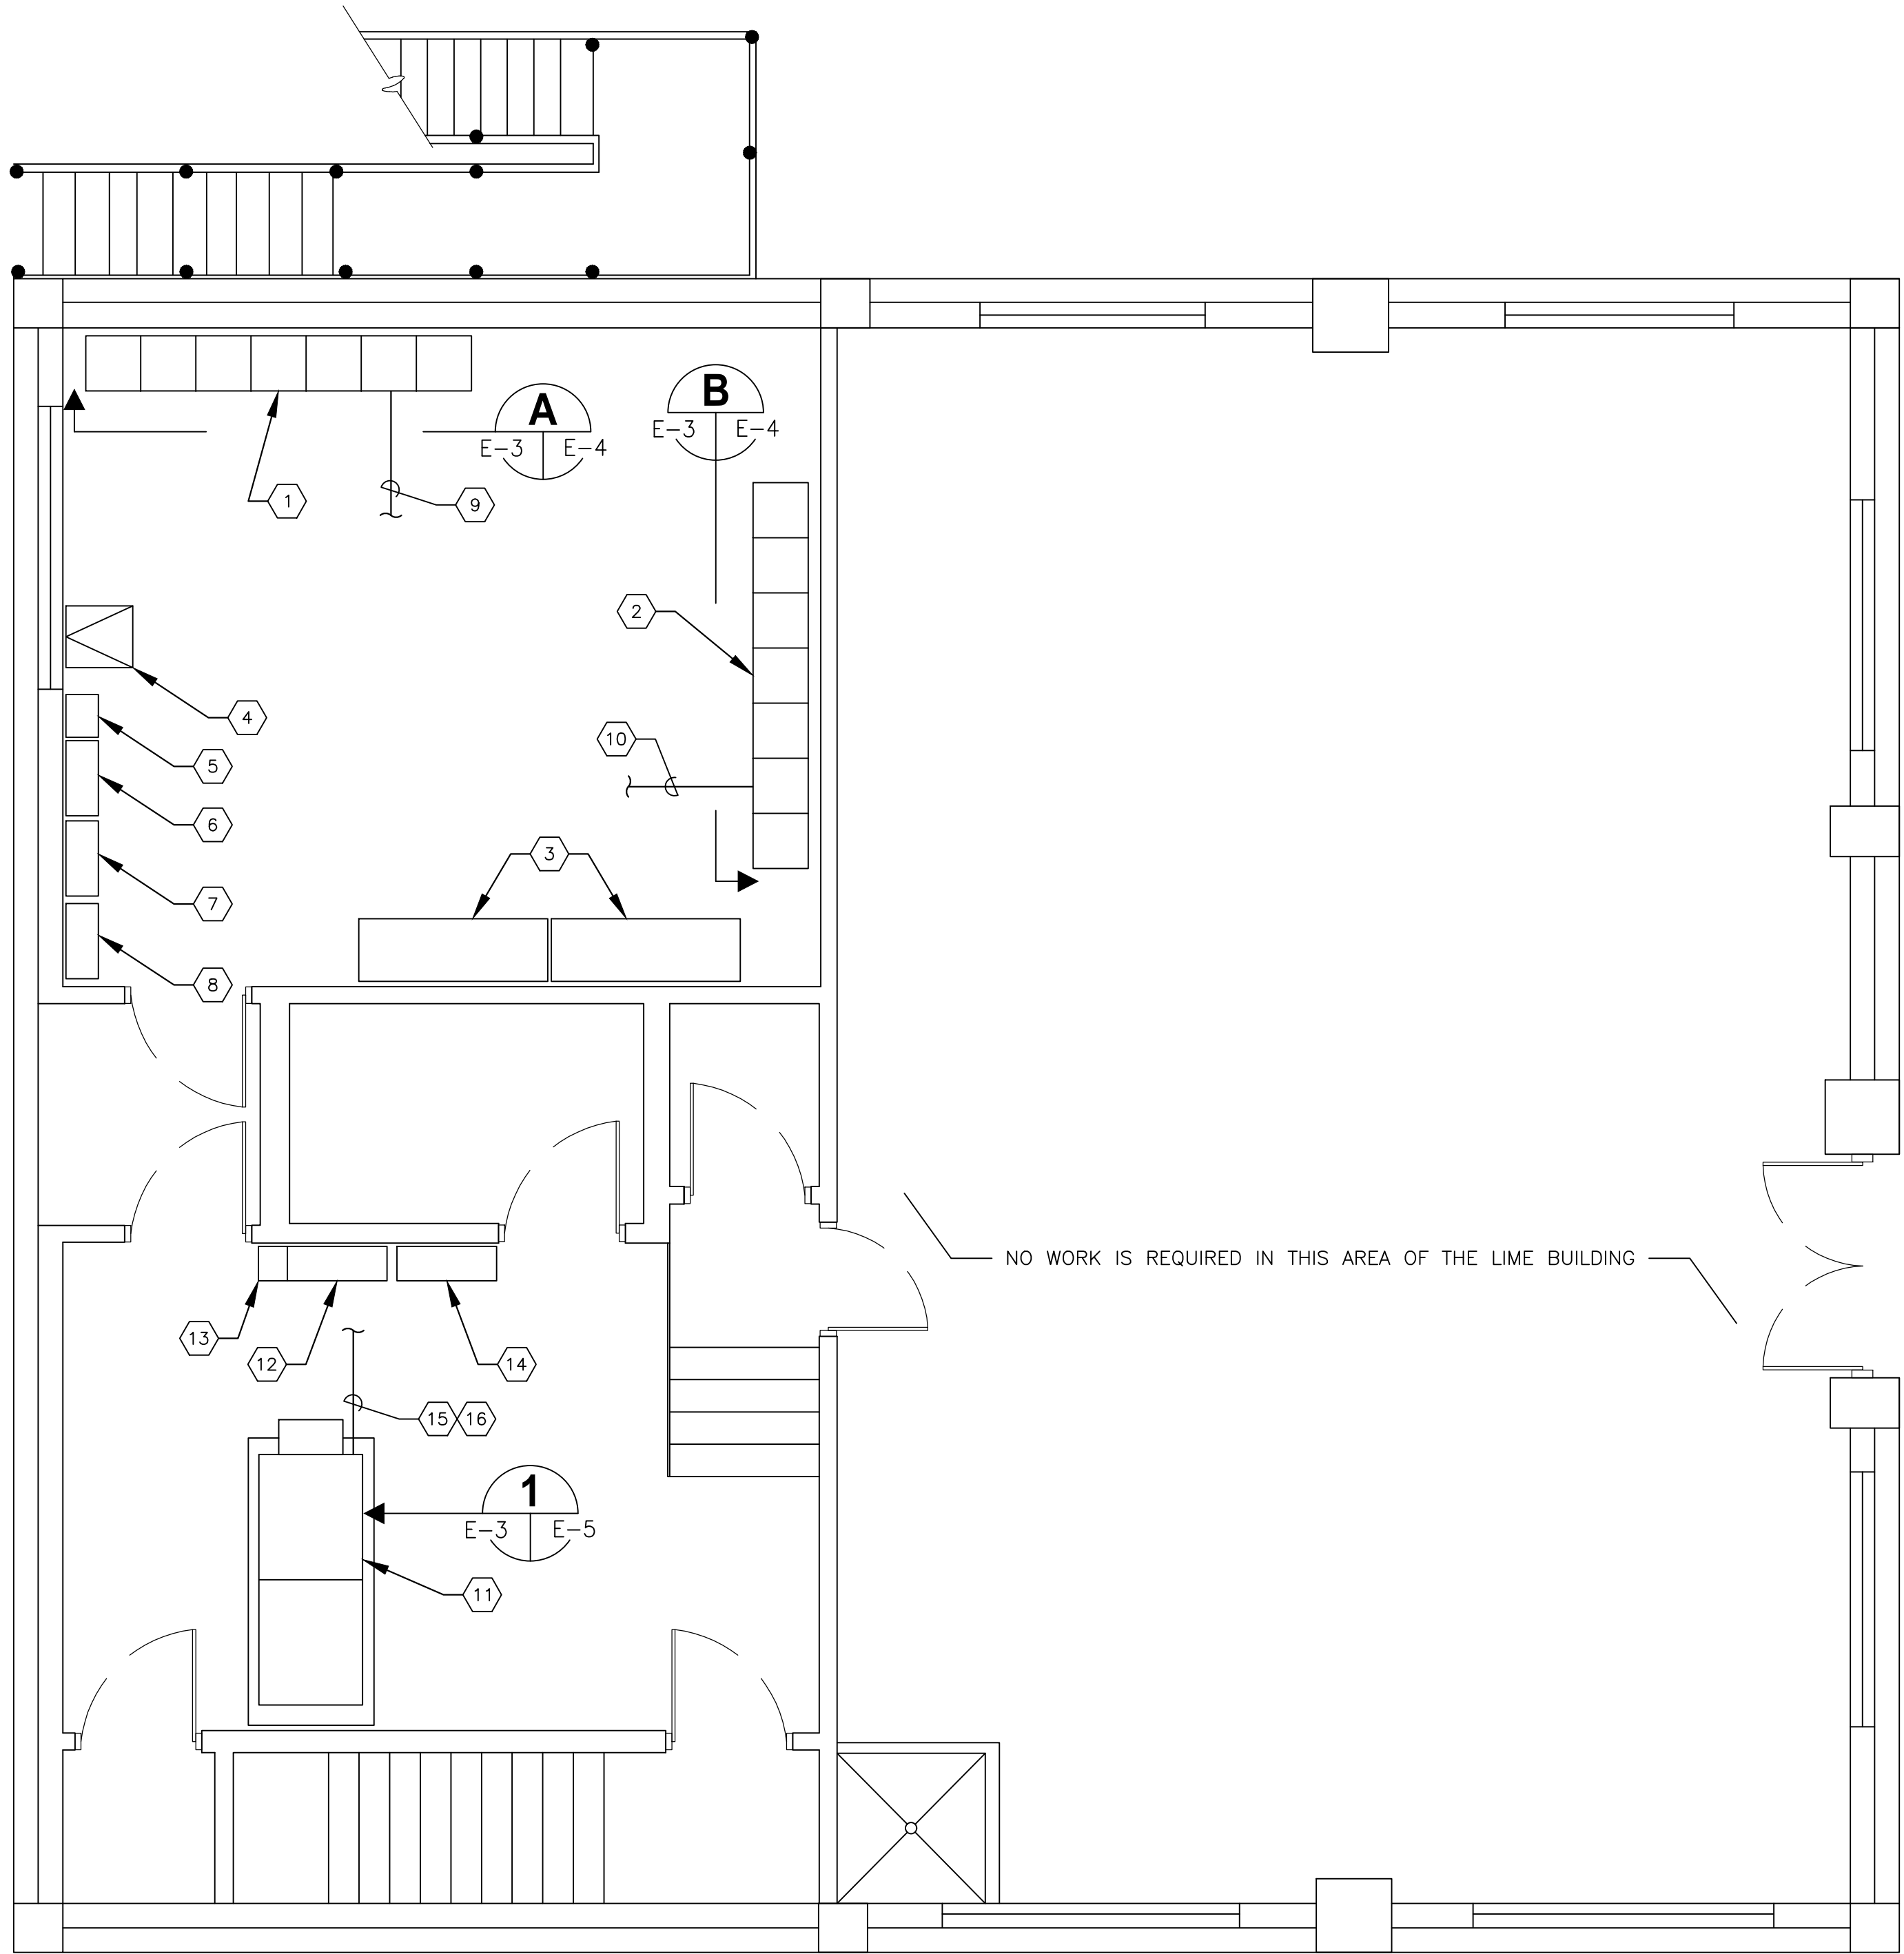 A
E-3 E-4
B
E-3 E-4
1
9
2
4
10
5
6
3
7
8
NO WORK IS REQUIRED IN THIS AREA OF THE LIME BUILDING
13
12
14
15 16
1
E-3 E-5
11